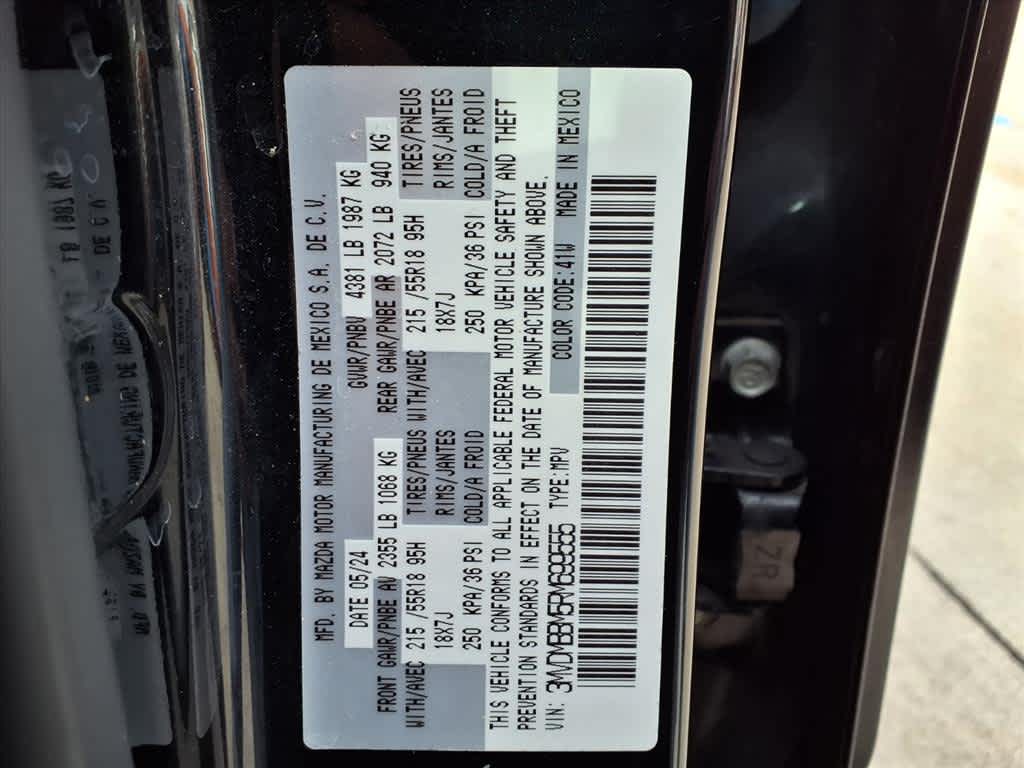 MFD. BY MAZDA MOTOR MANUFACTURING DE MEXICO S.A. DE C.V.
DATE 05/24 GVWR/PNBV 4381 LB 1987 KG
FRONT GAWR/PNBE AV 2355 LB 1068 KG REAR GAWR/PNBE AR 2072 LB 940 KG
WITH/AVEC 215 /55R18 95H TIRES/PNEUS WITH/AVEC 215 /55R18 95H TIRES/PNEUS
18X7J RIMS/JANTES 18X7J RIMS/JANTES
250 KPA/36 PSI COLD/A FROID 250 KPA/36 PSI COLD/A FROID
THIS VEHICLE CONFORMS TO ALL APPLICABLE FEDERAL MOTOR VEHICLE SAFETY AND THEFT
PREVENTION STANDARDS IN EFFECT ON THE DATE OF MANUFACTURE SHOWN ABOVE.
VIN: 3MVDMBBM5RM699555 TYPE:MPV COLOR CODE:41W MADE IN MEXICO
ZR